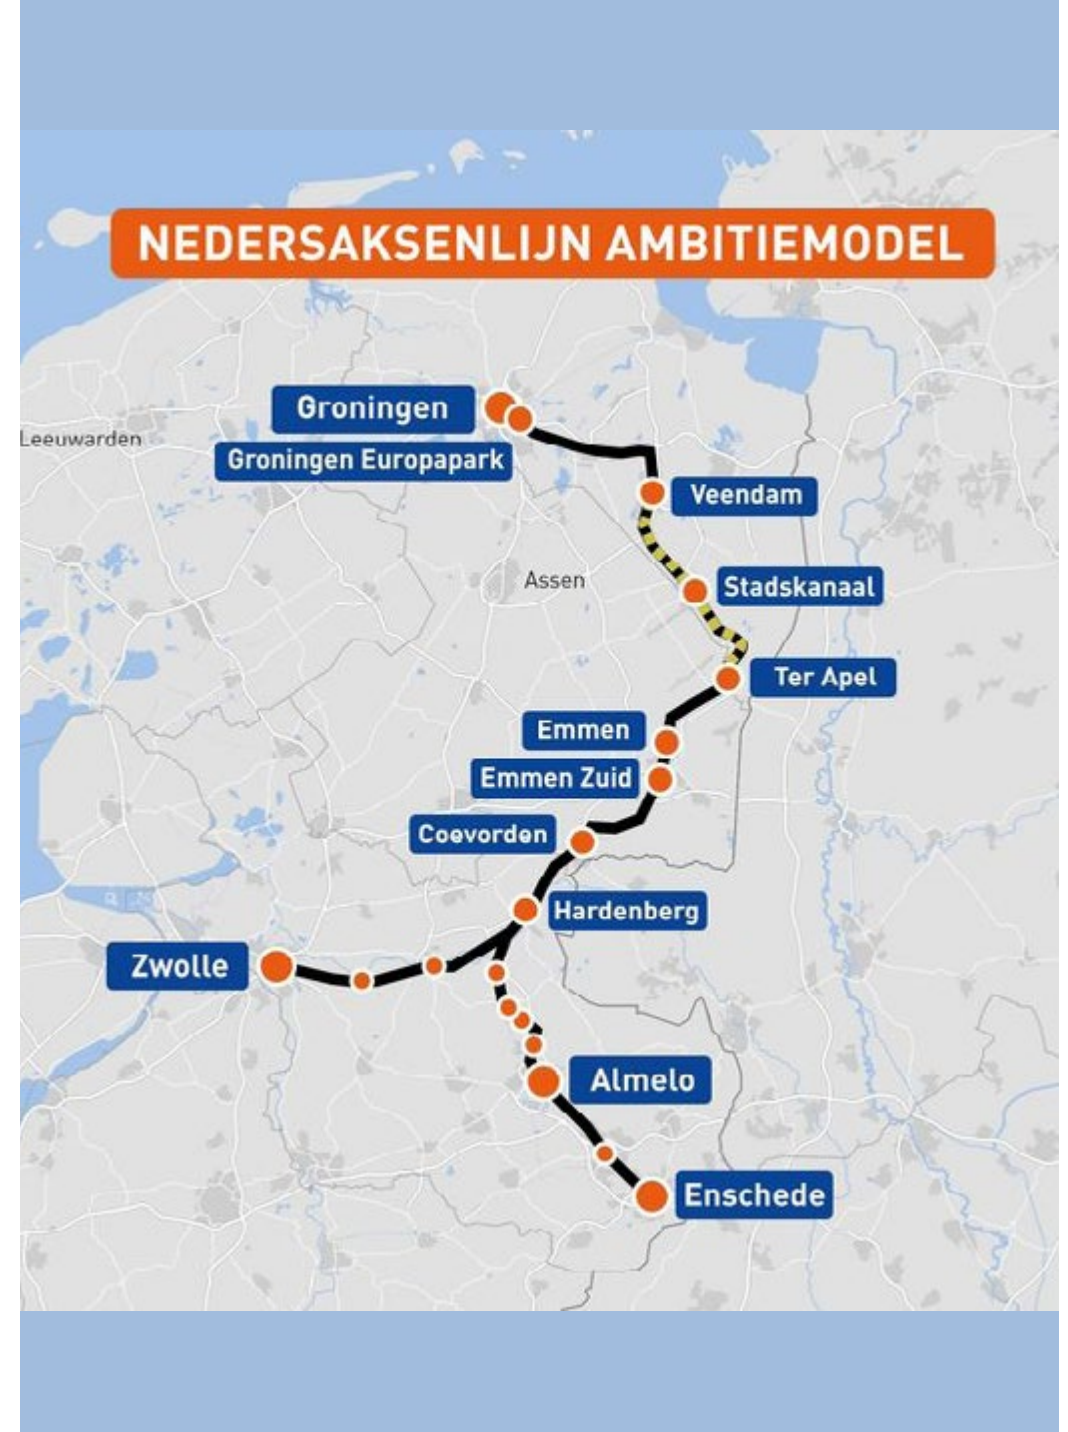 NEDERSAKSENLIJN AMBITIEMODEL
Groningen
Leeuwarden
Groningen Europapark
Veendam
Assen
Stadskanaal
Ter Apel
Emmen
Emmen Zuid
Coevorden
Hardenberg
Zwolle
Almelo
Enschede